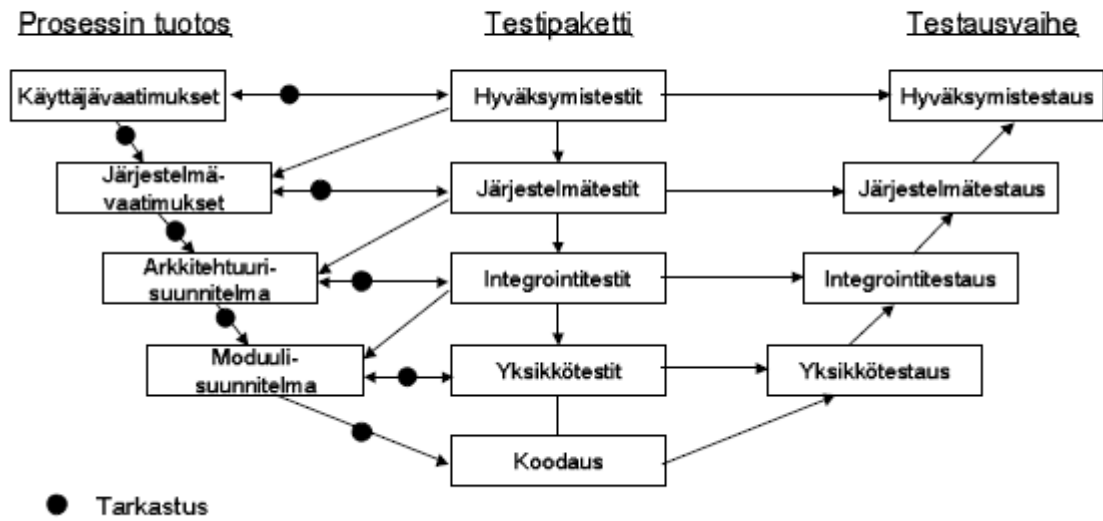 Prosessin tuotos
Testipaketti
Testausvaihe
Käyttäjävaatimukset
Hyväksymistestit
Hyväksymistestaus
Järjestelmä-
vaatimukset
Järjestelmätestit
Järjestelmätestaus
Arkkitehtuuri-
suunnitelma
Integrointitestit
Integrointitestaus
Moduuli-
suunnitelma
Yksikkötestit
Yksikkötestaus
Koodaus
Tarkastus